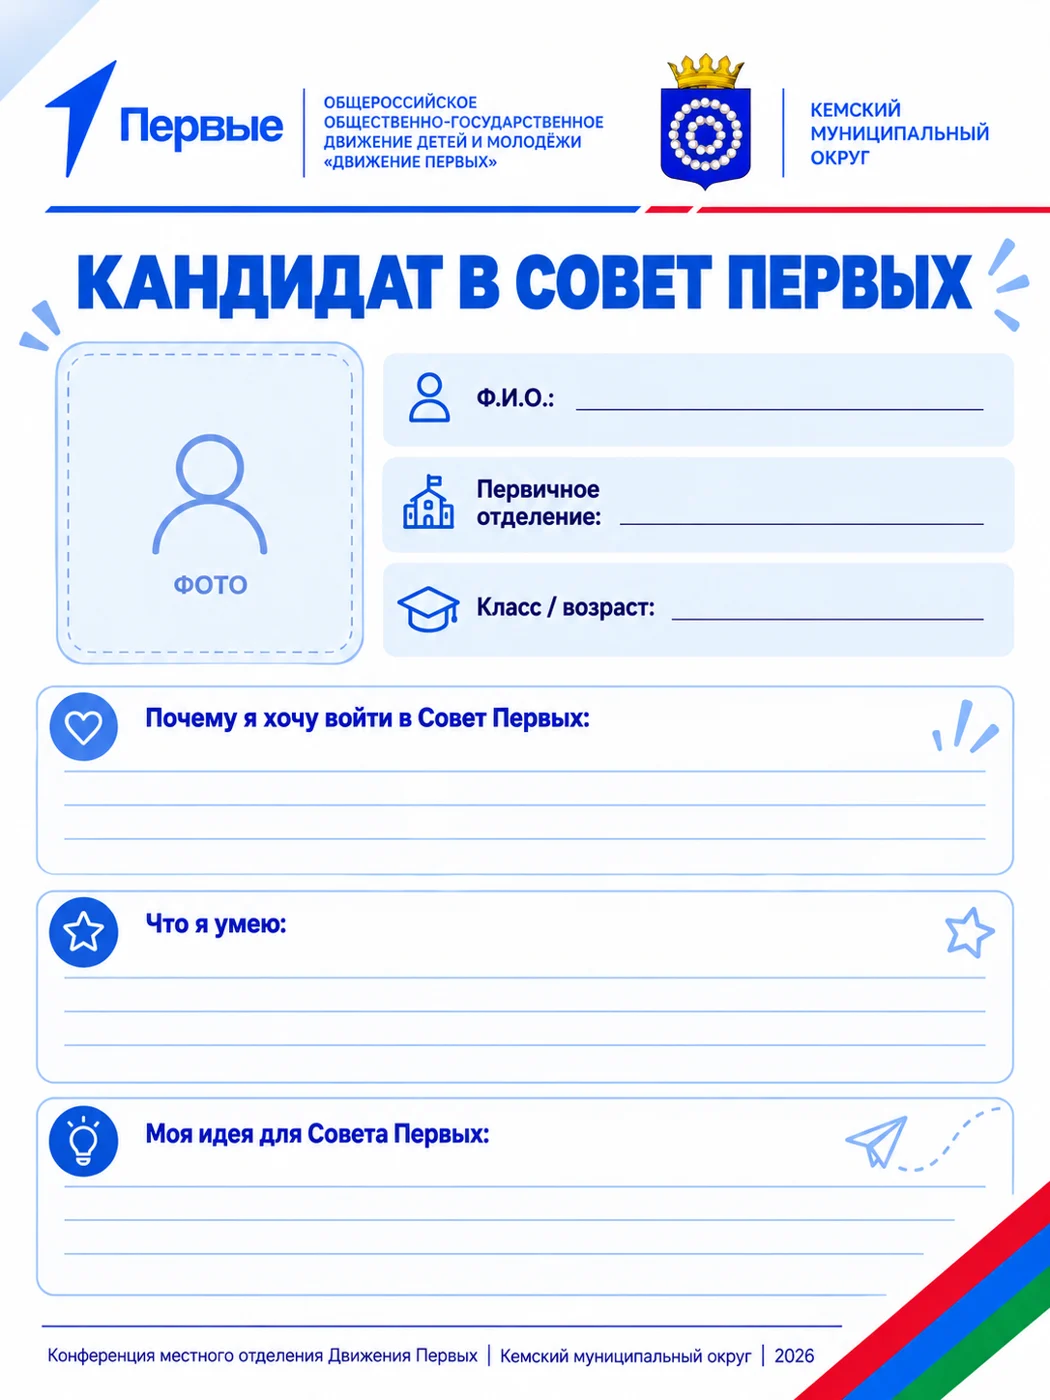 Первые
ОБЩЕРОССИЙСКОЕ
ОБЩЕСТВЕННО-ГОСУДАРСТВЕННОЕ
ДВИЖЕНИЕ ДЕТЕЙ И МОЛОДЁЖИ
«ДВИЖЕНИЕ ПЕРВЫХ»
КЕМСКИЙ
МУНИЦИПАЛЬНЫЙ
ОКРУГ
КАНДИДАТ В СОВЕТ ПЕРВЫХ
ФОТО
Ф.И.О.:
Первичное
отделение:
Класс / возраст:
Почему я хочу войти в Совет Первых:
Что я умею:
Моя идея для Совета Первых:
Конференция местного отделения Движения Первых | Кемский муниципальный округ | 2026